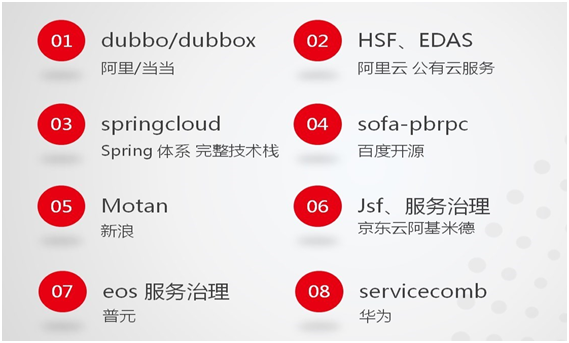 01 dubbo/dubbox
阿里/当当
02 HSF、EDAS
阿里云 公有云服务
03 springcloud
Spring 体系 完整技术栈
04 sofa-pbrpc
百度开源
05 Motan
新浪
06 Jsf、服务治理
京东云阿基米德
07 eos 服务治理
普元
08 servicecomb
华为